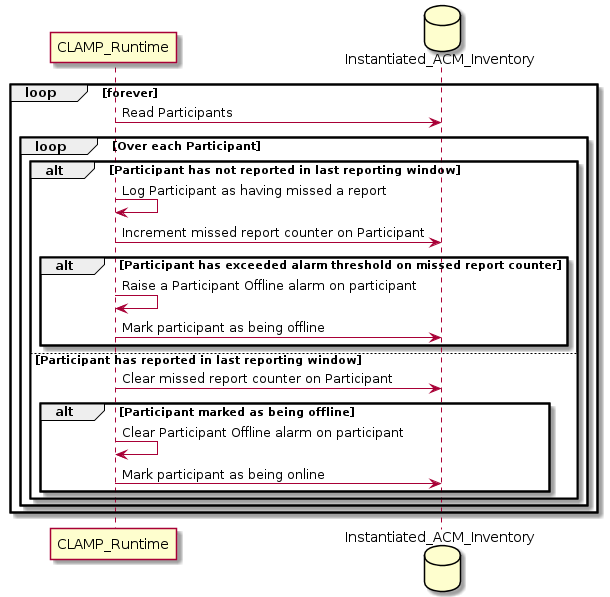 CLAMP_Runtime
Instantiated_ACM_Inventory
loop [forever]
Read Participants
loop [Over each Participant]
alt [Participant has not reported in last reporting window]
Log Participant as having missed a report
Increment missed report counter on Participant
alt [Participant has exceeded alarm threshold on missed report counter]
Raise a Participant Offline alarm on participant
Mark participant as being offline
[Participant has reported in last reporting window]
Clear missed report counter on Participant
alt [Participant marked as being offline]
Clear Participant Offline alarm on participant
Mark participant as being online
CLAMP_Runtime
Instantiated_ACM_Inventory